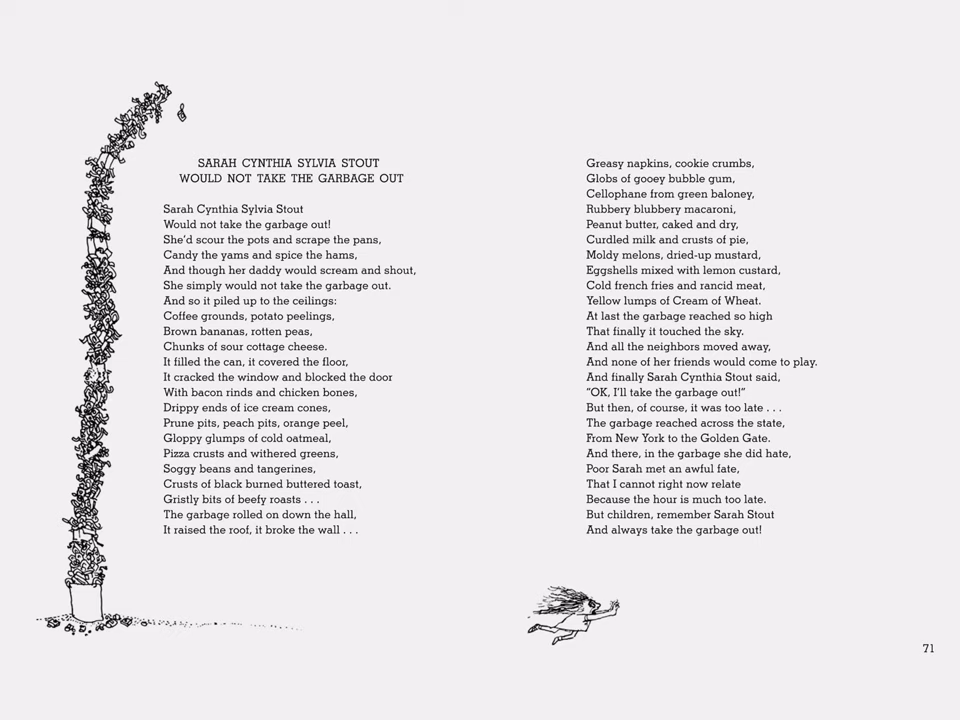 SARAH CYNTHIA SYLVIA STOUT
WOULD NOT TAKE THE GARBAGE OUT
Sarah Cynthia Sylvia Stout
Would not take the garbage out!
She'd scour the pots and scrape the pans,
Candy the yams and spice the hams,
And though her daddy would scream and shout,
She simply would not take the garbage out.
And so it piled up to the ceilings:
Coffee grounds, potato peelings,
Brown bananas, rotten peas,
Chunks of sour cottage cheese.
It filled the can, it covered the floor,
It cracked the window and blocked the door
With bacon rinds and chicken bones,
Drippy ends of ice cream cones,
Prune pits, peach pits, orange peel,
Gloppy glumps of cold oatmeal,
Pizza crusts and withered greens,
Soggy beans and tangerines,
Crusts of black burned buttered toast,
Gristly bits of beefy roasts . . .
The garbage rolled on down the hall,
It raised the roof, it broke the wall . . .
Greasy napkins, cookie crumbs,
Globs of gooey bubble gum,
Cellophane from green baloney,
Rubbery blubbery macaroni,
Peanut butter, caked and dry,
Curdled milk and crusts of pie,
Moldy melons, dried-up mustard,
Eggshells mixed with lemon custard,
Cold french fries and rancid meat,
Yellow lumps of Cream of Wheat.
At last the garbage reached so high
That finally it touched the sky.
And all the neighbors moved away,
And none of her friends would come to play.
And finally Sarah Cynthia Stout said,
"OK, I'll take the garbage out!"
But then, of course, it was too late . . .
The garbage reached across the state,
From New York to the Golden Gate.
And there, in the garbage she did hate,
Poor Sarah met an awful fate,
That I cannot right now relate
Because the hour is much too late.
But children, remember Sarah Stout
And always take the garbage out!
71